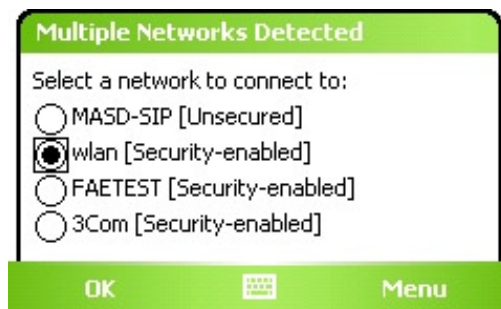 Multiple Networks Detected
Select a network to connect to:
MASD-SIP [Unsecured]
wlan [Security-enabled]
FAETEST [Security-enabled]
3Com [Security-enabled]
OK Menu